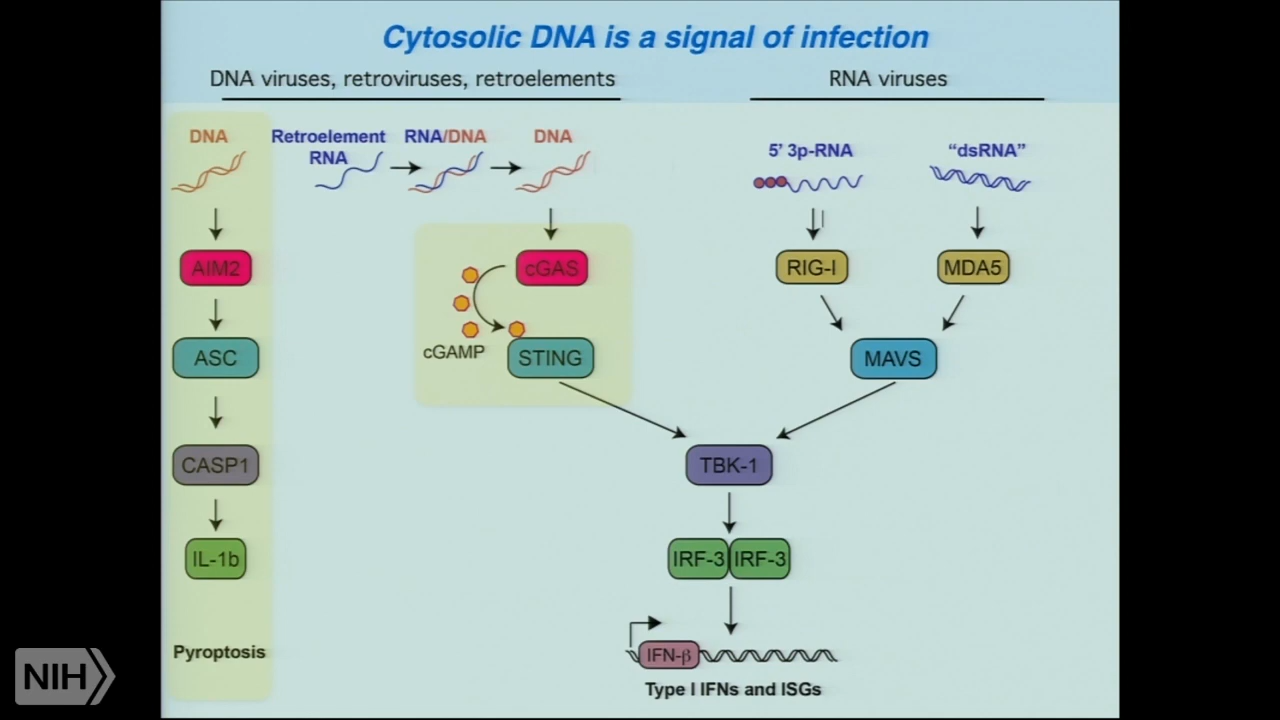 Cytosolic DNA is a signal of infection
DNA viruses, retroviruses, retroelements
RNA viruses
DNA
Retroelement
RNA
RNA/DNA
DNA
5' 3p-RNA
“dsRNA”
AIM2
cGAS
RIG-I
MDA5
ASC
cGAMP
STING
MAVS
CASP1
TBK-1
IL-1b
IRF-3
IRF-3
Pyroptosis
IFN-β
Type I IFNs and ISGs
NIH